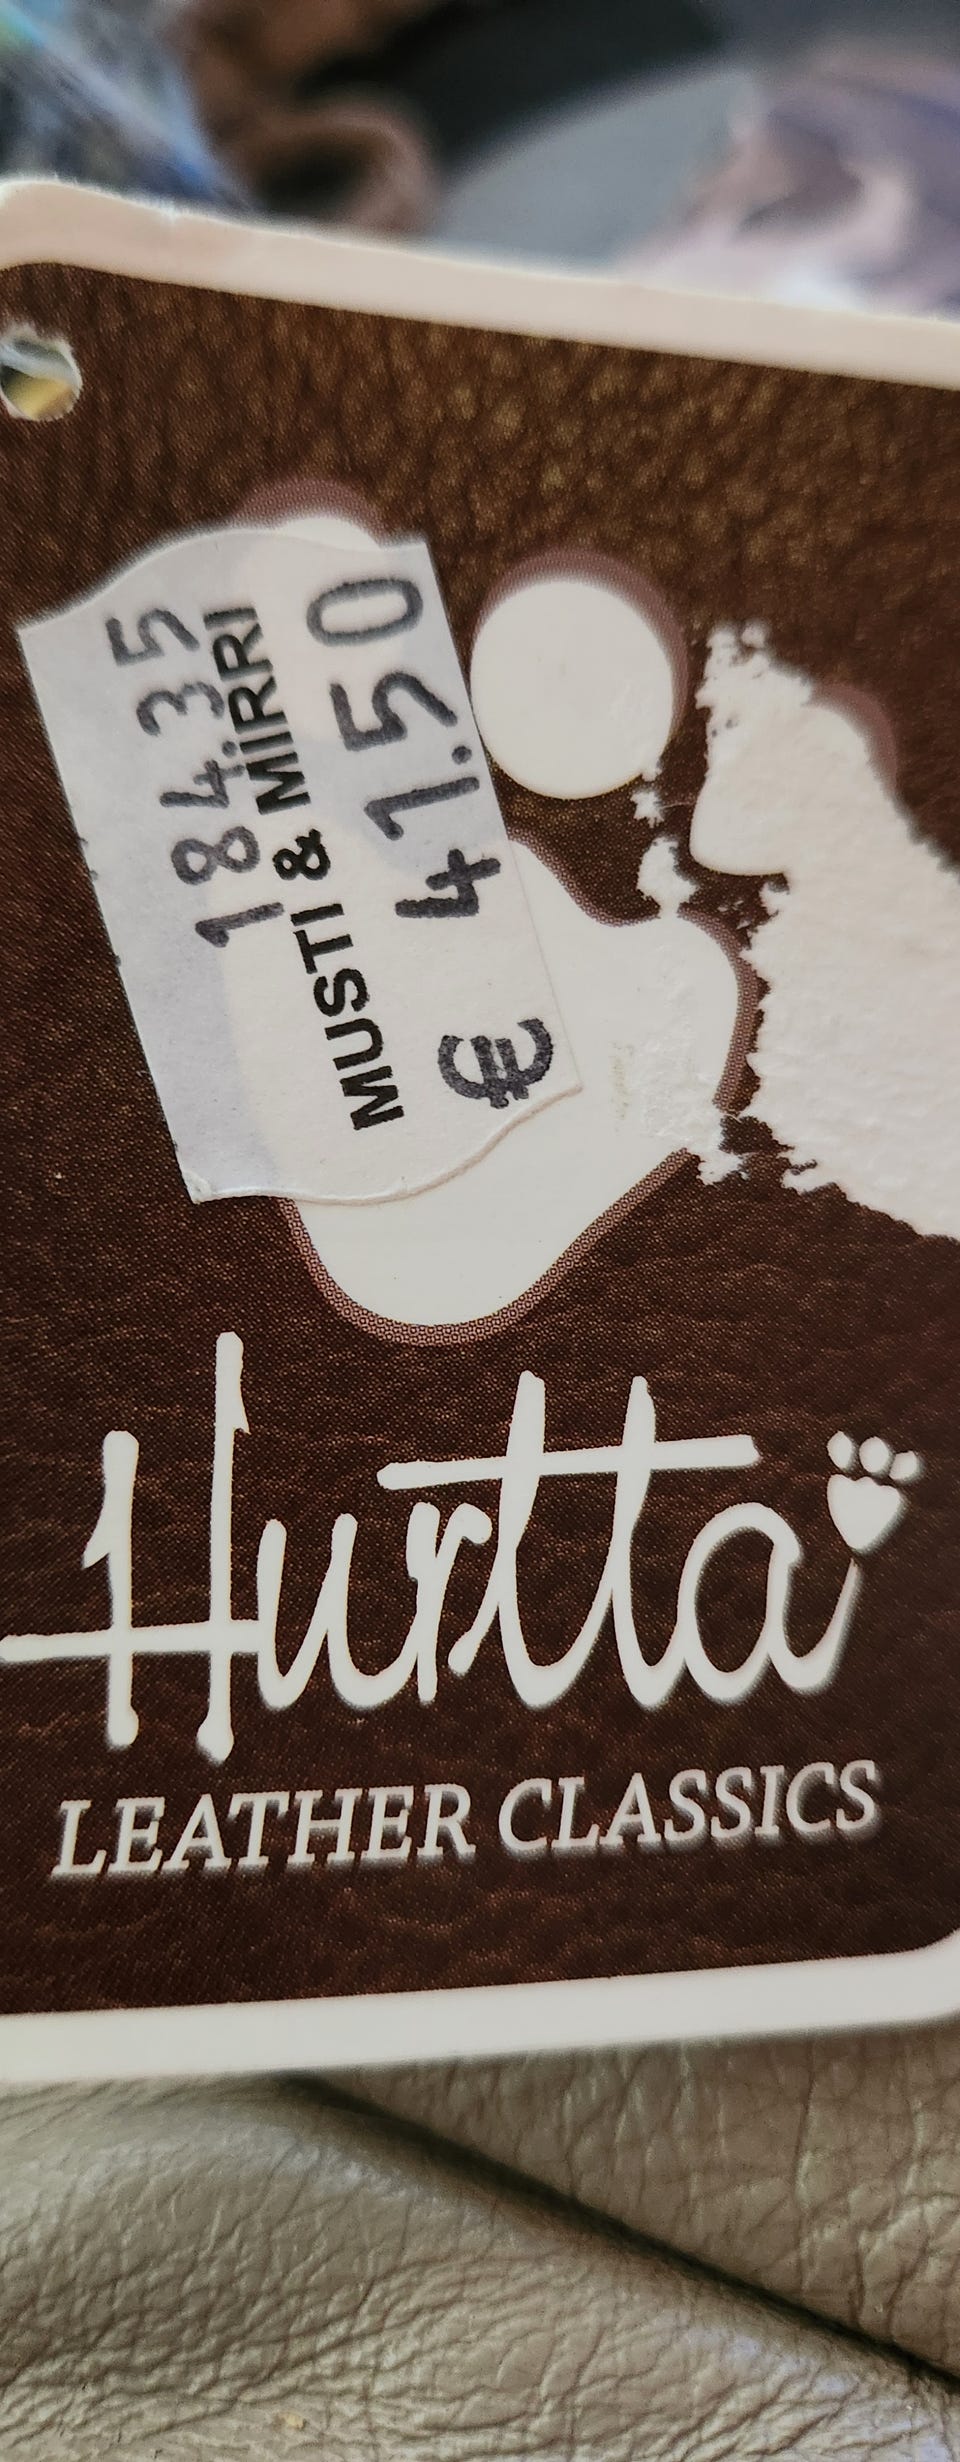 18435
MUSTI & MIRRI
€ 41.50
Hurtta
LEATHER CLASSICS